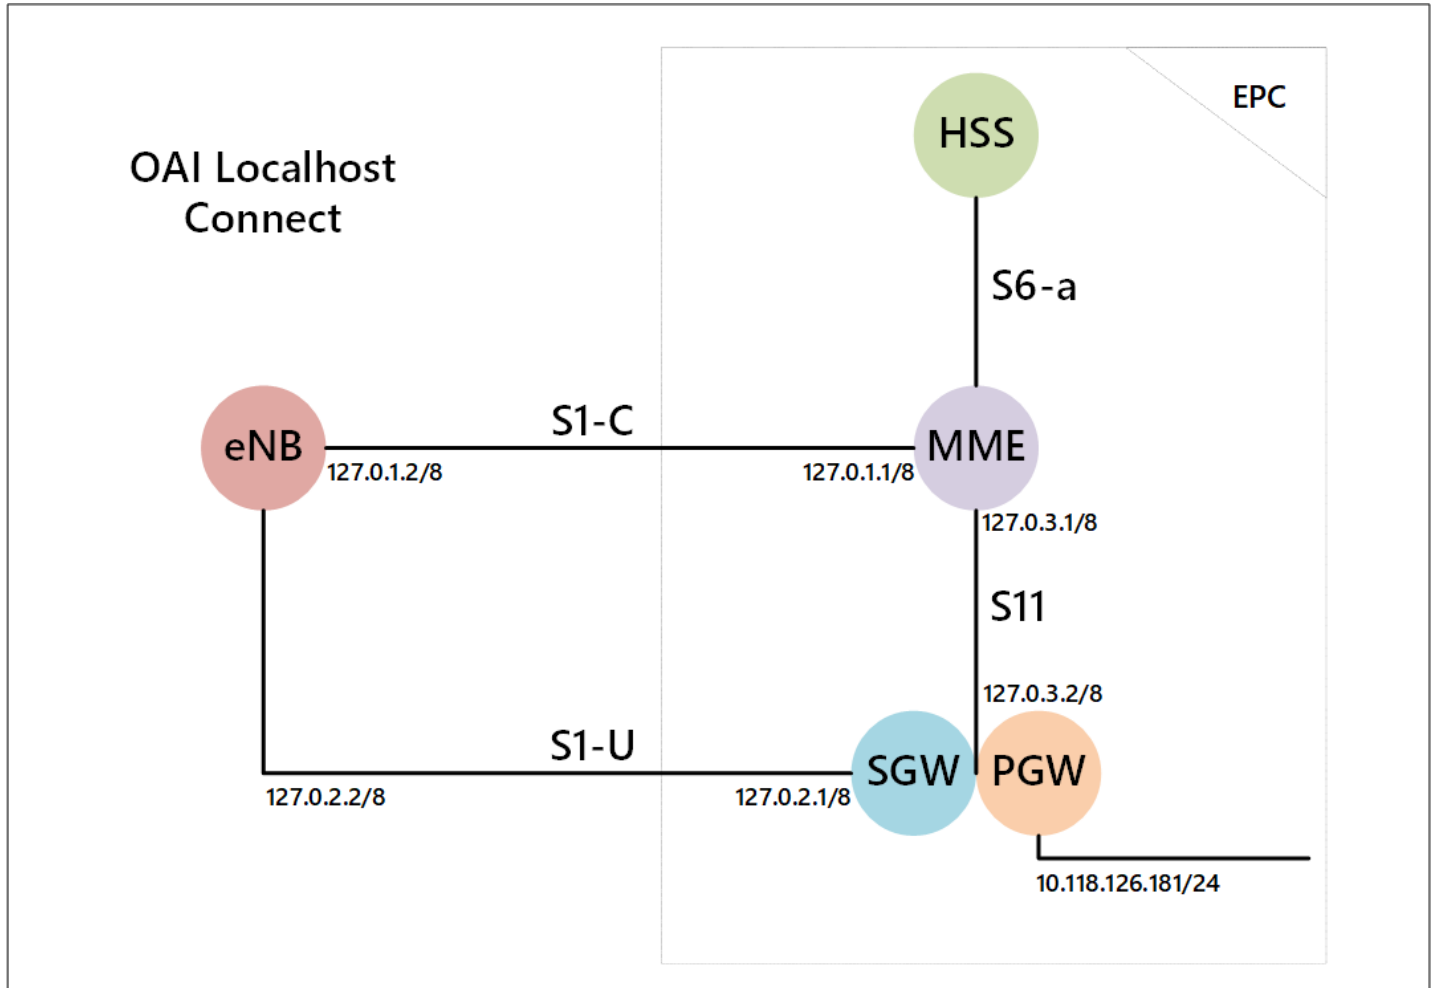 EPC
HSS
OAI Localhost
Connect
S6-a
S1-C
eNB
MME
127.0.1.2/8
127.0.1.1/8
127.0.3.1/8
S11
127.0.3.2/8
S1-U
SGW
PGW
127.0.2.2/8
127.0.2.1/8
10.118.126.181/24